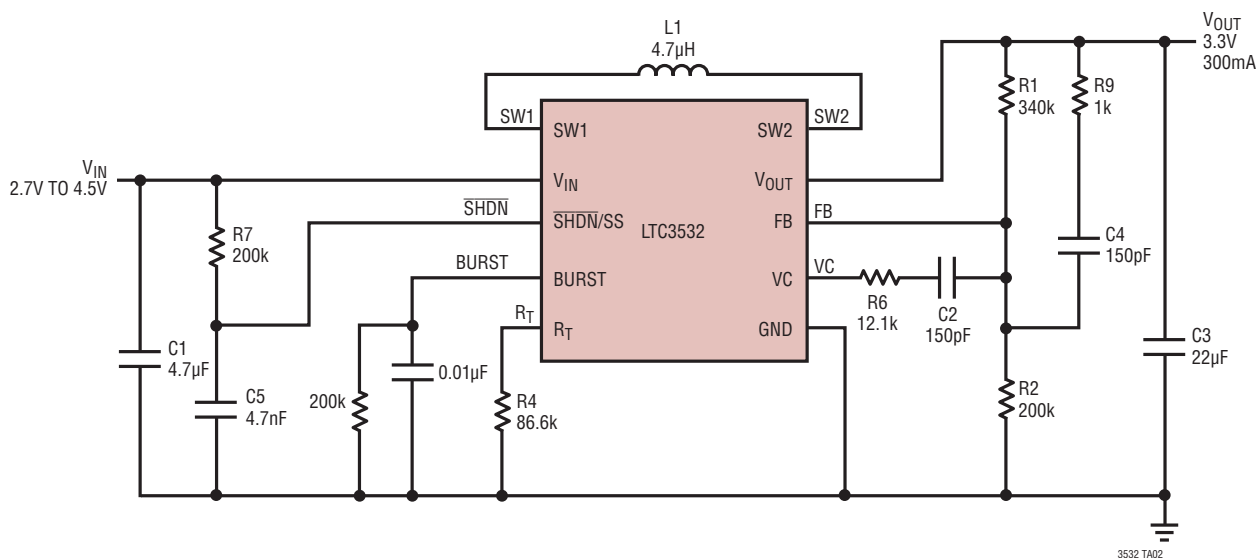 L1
4.7µH
VOUT
3.3V
300mA
R1
340k
R9
1k
SW1
SW1
SW2
SW2
VIN
2.7V TO 4.5V
VIN
VOUT
SHDN
SHDN/SS
LTC3532
FB
FB
R7
200k
C4
150pF
BURST
BURST
VC
VC
R6
12.1k
C2
150pF
RT
RT
GND
C1
4.7µF
C3
22µF
0.01µF
C5
4.7nF
200k
R4
86.6k
R2
200k
3532 TA02